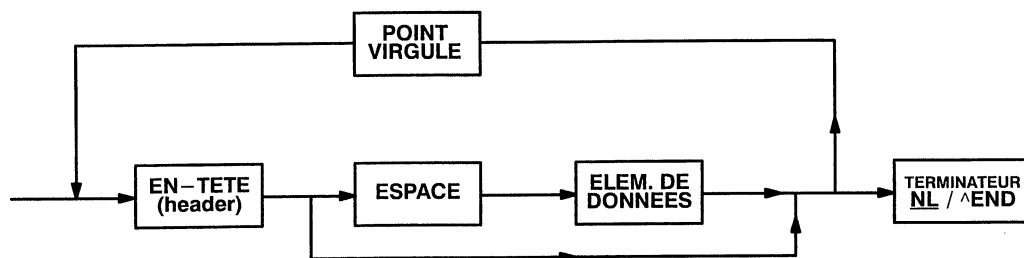 POINT
VIRGULE
EN–TETE
(header)
ESPACE
ELEM. DE
DONNEES
TERMINATEUR
NL / ^END